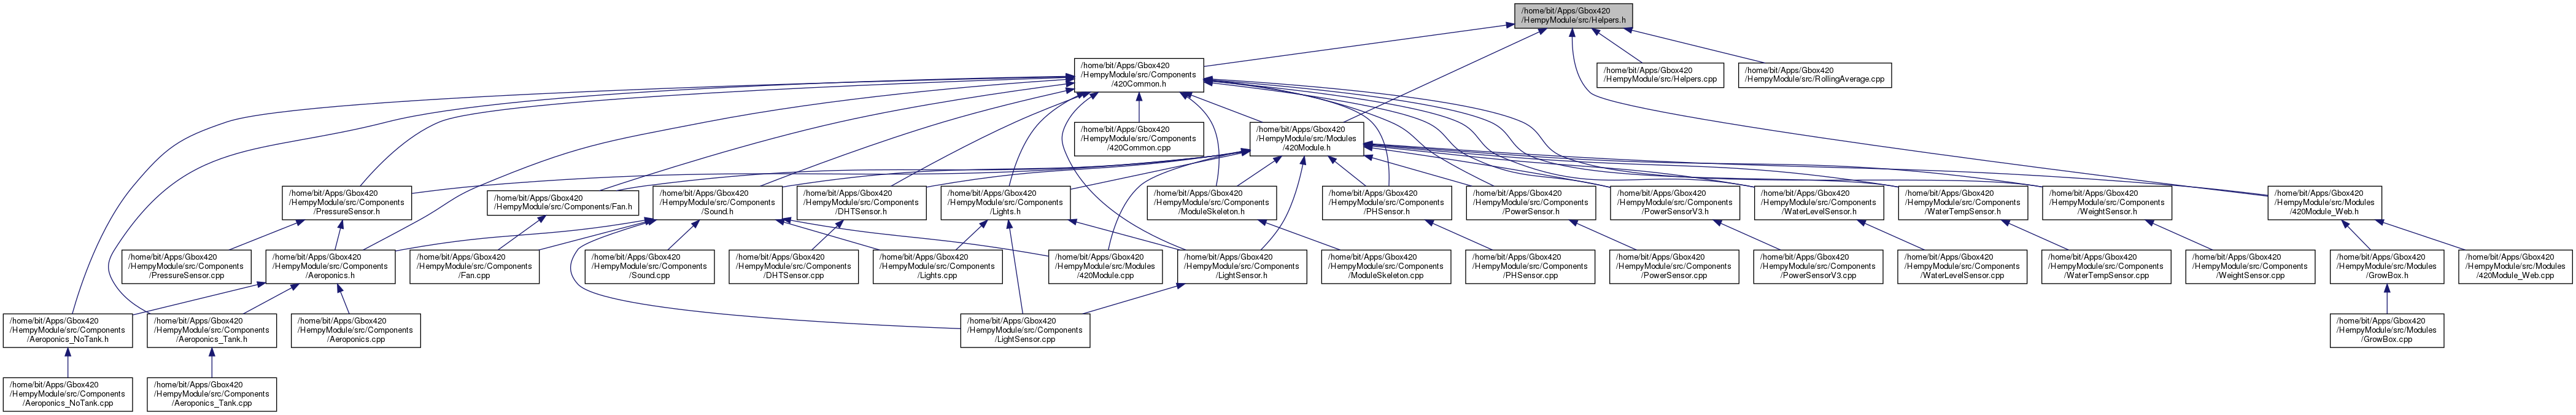 /home/bit/Apps/Gbox420
/HempyModule/src/Helpers.h
/home/bit/Apps/Gbox420
/HempyModule/src/Components
/420Common.h
/home/bit/Apps/Gbox420
/HempyModule/src/Helpers.cpp
/home/bit/Apps/Gbox420
/HempyModule/src/RollingAverage.cpp
/home/bit/Apps/Gbox420
/HempyModule/src/Components
/420Common.cpp
/home/bit/Apps/Gbox420
/HempyModule/src/Modules
/420Module.h
/home/bit/Apps/Gbox420
/HempyModule/src/Components
/PressureSensor.h
/home/bit/Apps/Gbox420
/HempyModule/src/Components/Fan.h
/home/bit/Apps/Gbox420
/HempyModule/src/Components
/Sound.h
/home/bit/Apps/Gbox420
/HempyModule/src/Components
/DHTSensor.h
/home/bit/Apps/Gbox420
/HempyModule/src/Components
/Lights.h
/home/bit/Apps/Gbox420
/HempyModule/src/Components
/ModuleSkeleton.h
/home/bit/Apps/Gbox420
/HempyModule/src/Components
/PHSensor.h
/home/bit/Apps/Gbox420
/HempyModule/src/Components
/PowerSensor.h
/home/bit/Apps/Gbox420
/HempyModule/src/Components
/PowerSensorV3.h
/home/bit/Apps/Gbox420
/HempyModule/src/Components
/WaterLevelSensor.h
/home/bit/Apps/Gbox420
/HempyModule/src/Components
/WaterTempSensor.h
/home/bit/Apps/Gbox420
/HempyModule/src/Components
/WeightSensor.h
/home/bit/Apps/Gbox420
/HempyModule/src/Modules
/420Module_Web.h
/home/bit/Apps/Gbox420
/HempyModule/src/Components
/PressureSensor.cpp
/home/bit/Apps/Gbox420
/HempyModule/src/Components
/Aeroponics.h
/home/bit/Apps/Gbox420
/HempyModule/src/Components
/Fan.cpp
/home/bit/Apps/Gbox420
/HempyModule/src/Components
/Sound.cpp
/home/bit/Apps/Gbox420
/HempyModule/src/Components
/DHTSensor.cpp
/home/bit/Apps/Gbox420
/HempyModule/src/Components
/Lights.cpp
/home/bit/Apps/Gbox420
/HempyModule/src/Modules
/420Module.cpp
/home/bit/Apps/Gbox420
/HempyModule/src/Components
/LightSensor.h
/home/bit/Apps/Gbox420
/HempyModule/src/Components
/ModuleSkeleton.cpp
/home/bit/Apps/Gbox420
/HempyModule/src/Components
/PHSensor.cpp
/home/bit/Apps/Gbox420
/HempyModule/src/Components
/PowerSensor.cpp
/home/bit/Apps/Gbox420
/HempyModule/src/Components
/PowerSensorV3.cpp
/home/bit/Apps/Gbox420
/HempyModule/src/Components
/WaterLevelSensor.cpp
/home/bit/Apps/Gbox420
/HempyModule/src/Components
/WaterTempSensor.cpp
/home/bit/Apps/Gbox420
/HempyModule/src/Components
/WeightSensor.cpp
/home/bit/Apps/Gbox420
/HempyModule/src/Modules
/GrowBox.h
/home/bit/Apps/Gbox420
/HempyModule/src/Modules
/420Module_Web.cpp
/home/bit/Apps/Gbox420
/HempyModule/src/Components
/Aeroponics_NoTank.h
/home/bit/Apps/Gbox420
/HempyModule/src/Components
/Aeroponics_Tank.h
/home/bit/Apps/Gbox420
/HempyModule/src/Components
/Aeroponics.cpp
/home/bit/Apps/Gbox420
/HempyModule/src/Components
/LightSensor.cpp
/home/bit/Apps/Gbox420
/HempyModule/src/Modules
/GrowBox.cpp
/home/bit/Apps/Gbox420
/HempyModule/src/Components
/Aeroponics_NoTank.cpp
/home/bit/Apps/Gbox420
/HempyModule/src/Components
/Aeroponics_Tank.cpp